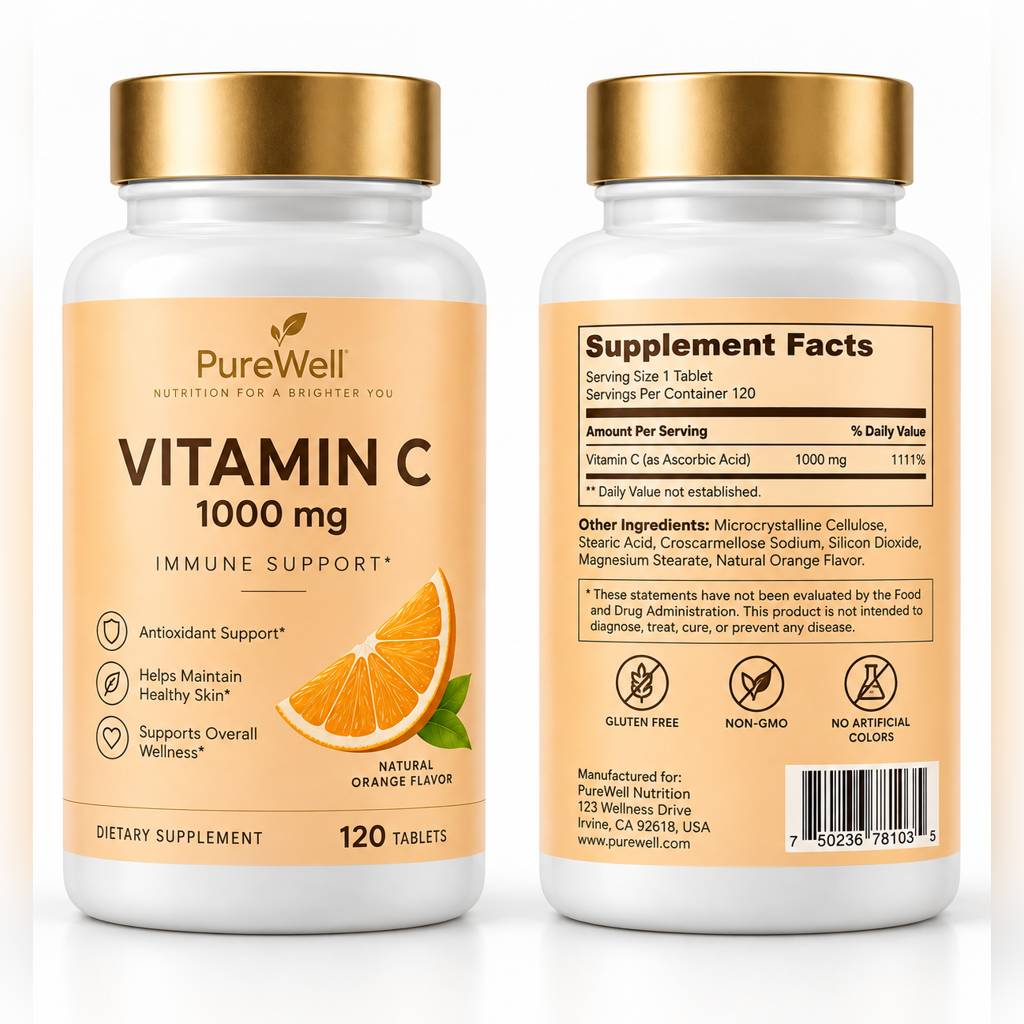 PureWell®
NUTRITION FOR A BRIGHTER YOU
VITAMIN C
1000 mg
IMMUNE SUPPORT*
Antioxidant Support*
Helps Maintain
Healthy Skin*
Supports Overall
Wellness*
NATURAL
ORANGE FLAVOR
DIETARY SUPPLEMENT
120 TABLETS
Supplement Facts
Serving Size 1 Tablet
Servings Per Container 120
Amount Per Serving % Daily Value
Vitamin C (as Ascorbic Acid) 1000 mg 1111%
** Daily Value not established.
Other Ingredients: Microcrystalline Cellulose,
Stearic Acid, Croscarmellose Sodium, Silicon Dioxide,
Magnesium Stearate, Natural Orange Flavor.
* These statements have not been evaluated by the Food
and Drug Administration. This product is not intended to
diagnose, treat, cure, or prevent any disease.
GLUTEN FREE
NON-GMO
NO ARTIFICIAL
COLORS
Manufactured for:
PureWell Nutrition
123 Wellness Drive
Irvine, CA 92618, USA
www.purewell.com
7 50236 78103 5